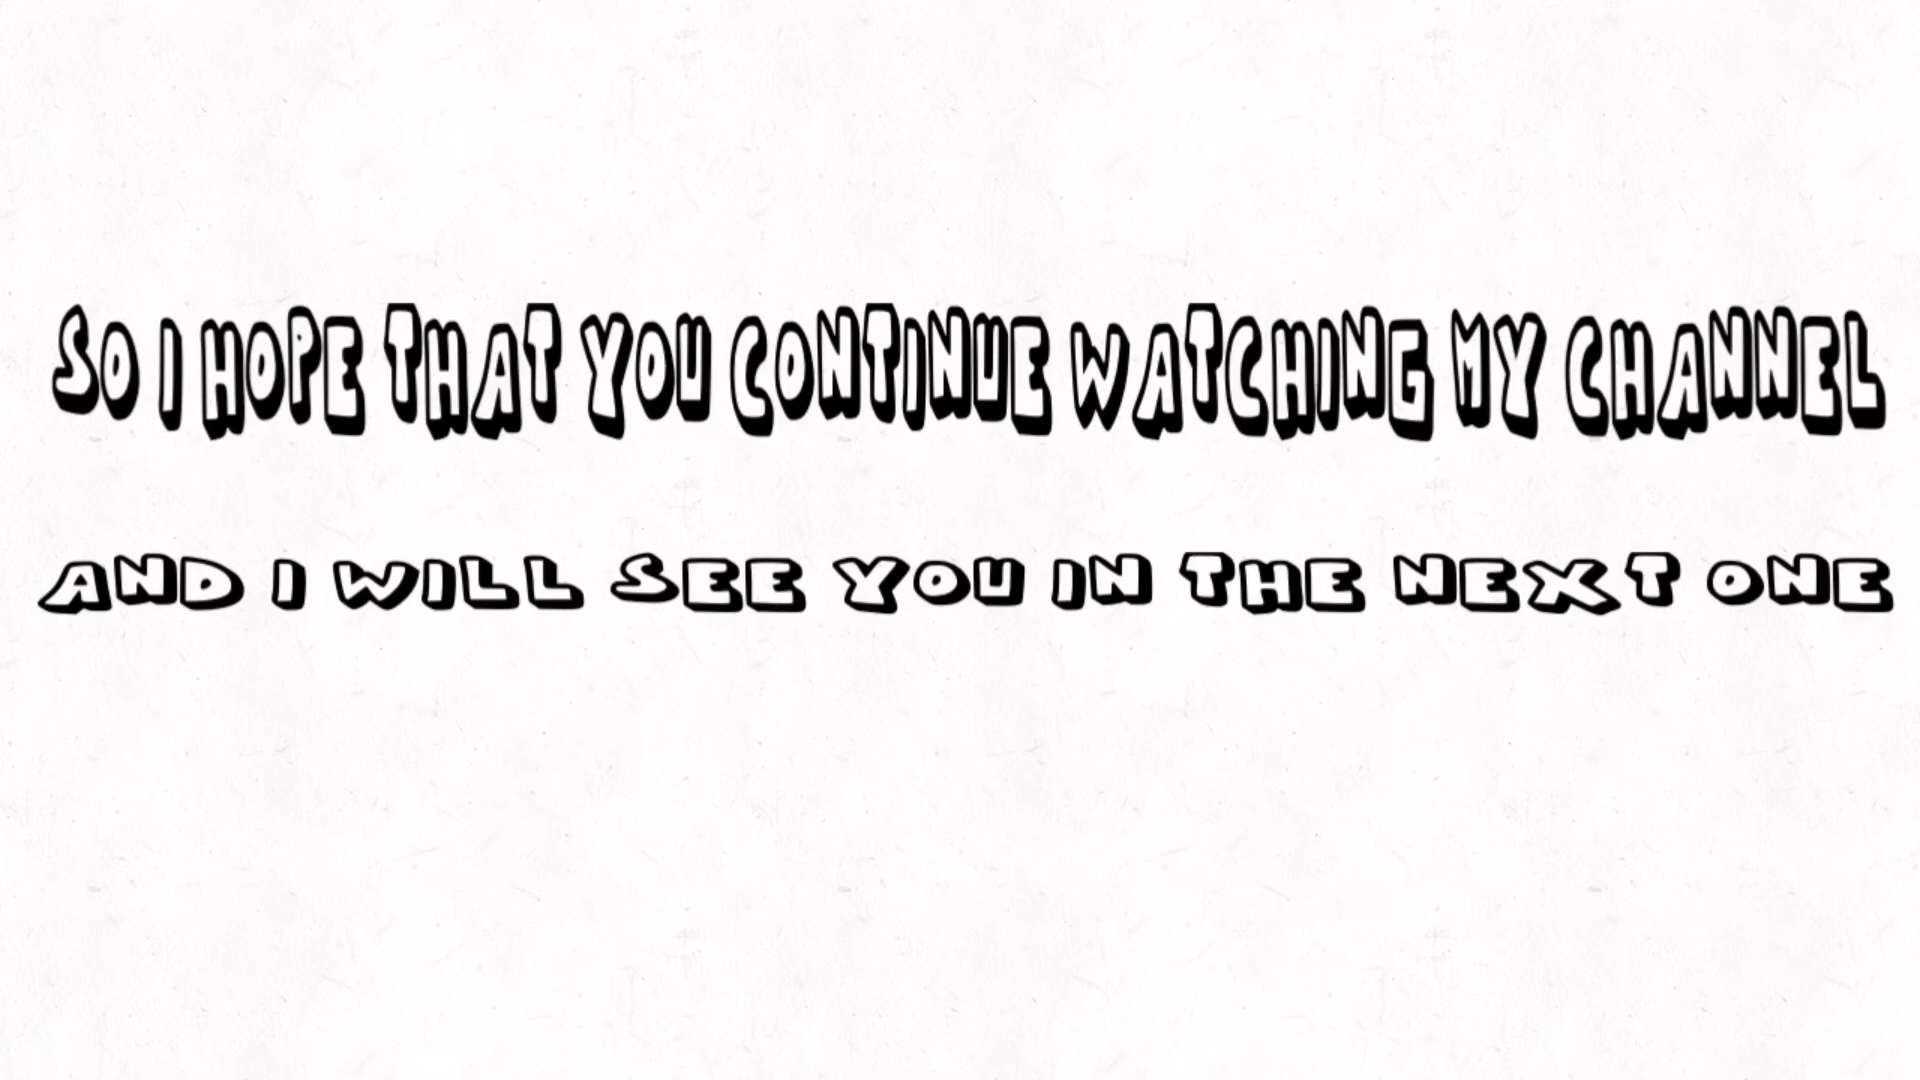 SO I HOPE THAT YOU CONTINUE WATCHING MY CHANNEL
AND I WILL SEE YOU IN THE NEXT ONE